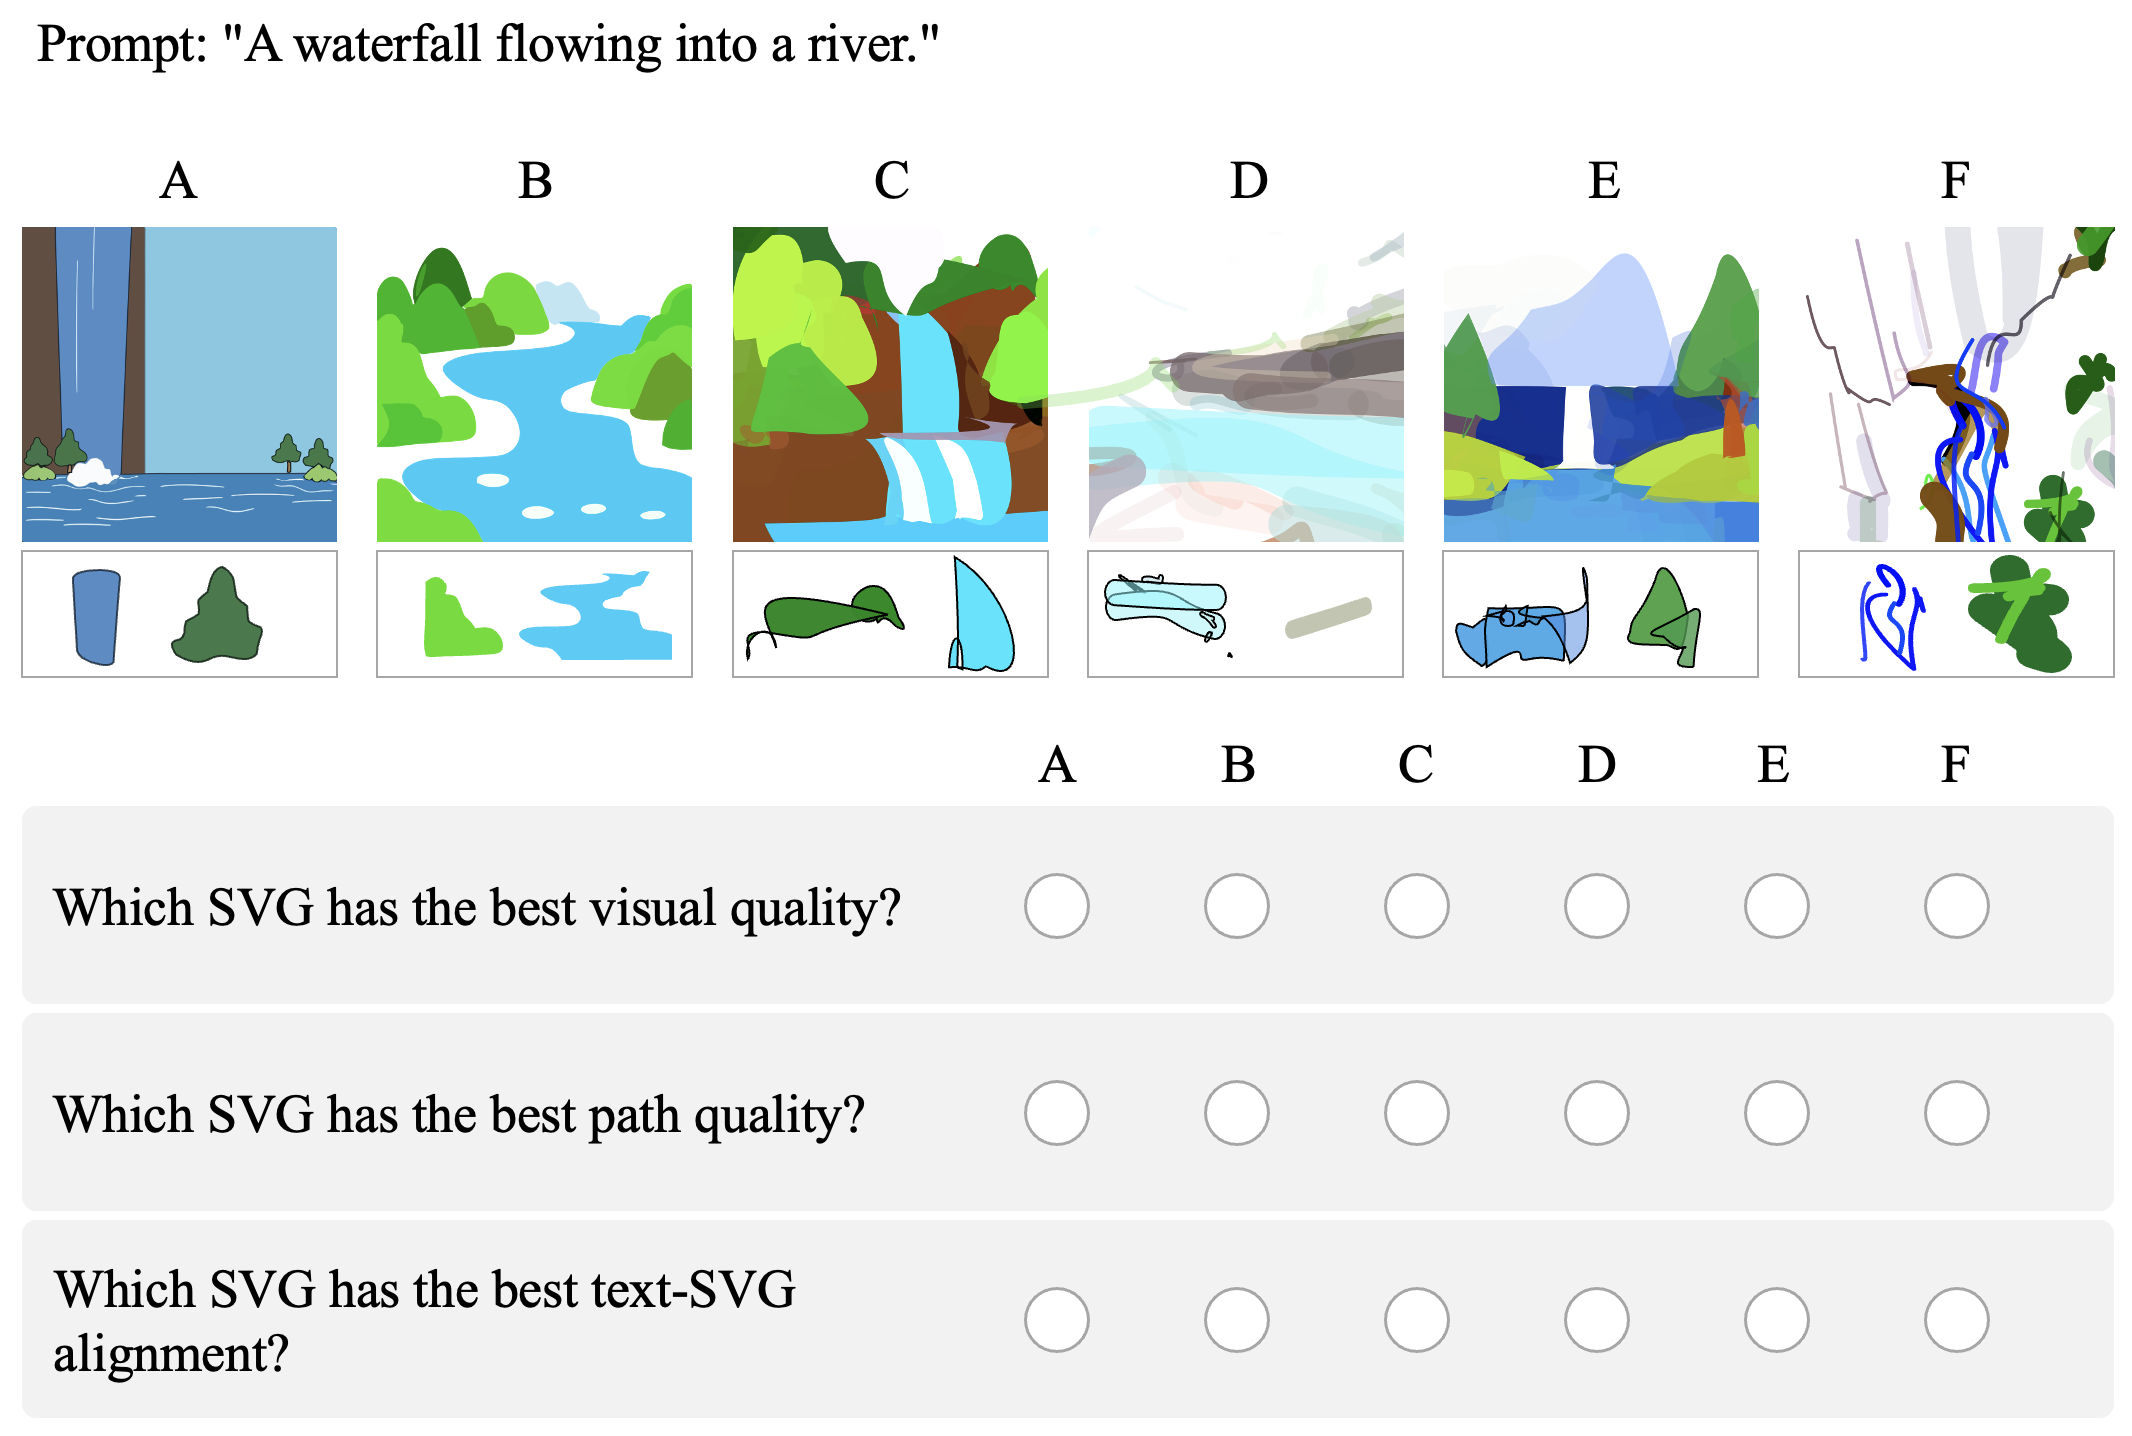 Prompt: "A waterfall flowing into a river."
A B C D E F
A B C D E F
Which SVG has the best visual quality?
Which SVG has the best path quality?
Which SVG has the best text-SVG
alignment?